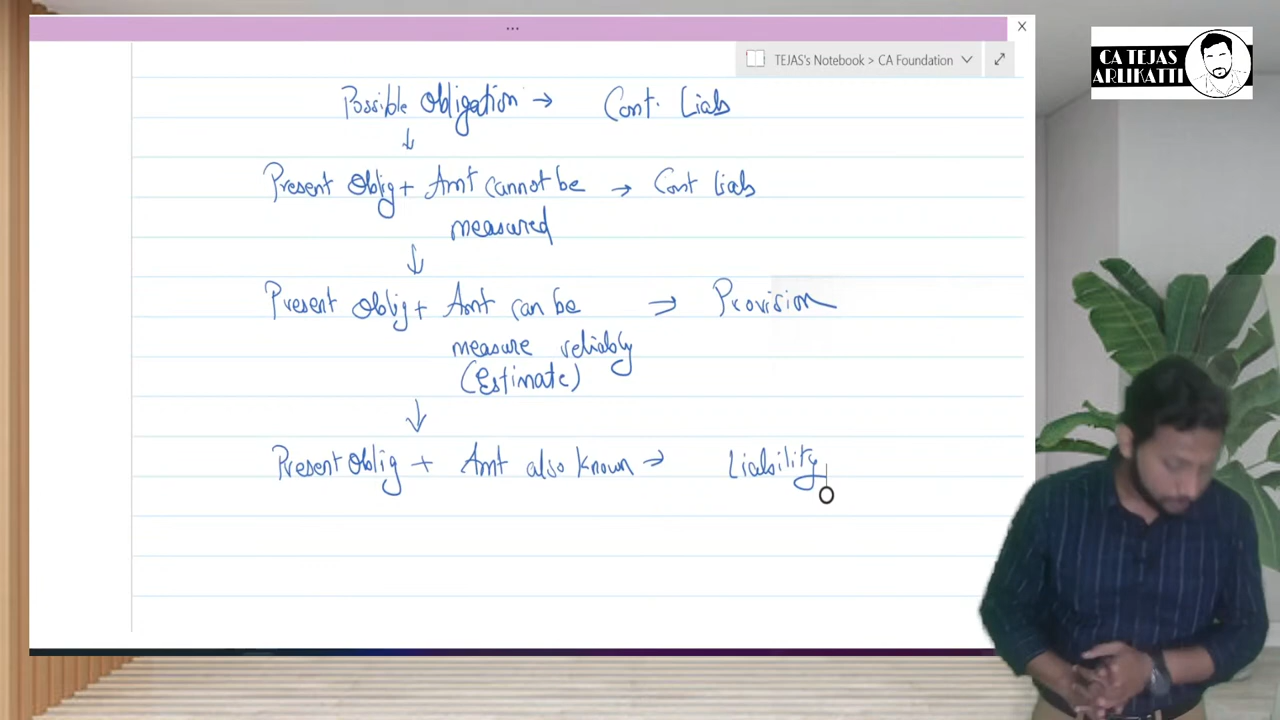 ...
X
TEJAS's Notebook > CA Foundation
CA TEJAS
ARLIKATTI
Possible Obligation → Cont. Liab
↓
Present Oblig + Amt cannot be → Cont Liab
measured
↓
Present Oblig + Amt can be ⇒ Provision
measure reliably
(Estimate)
↓
Present Oblig + Amt also known → Liability